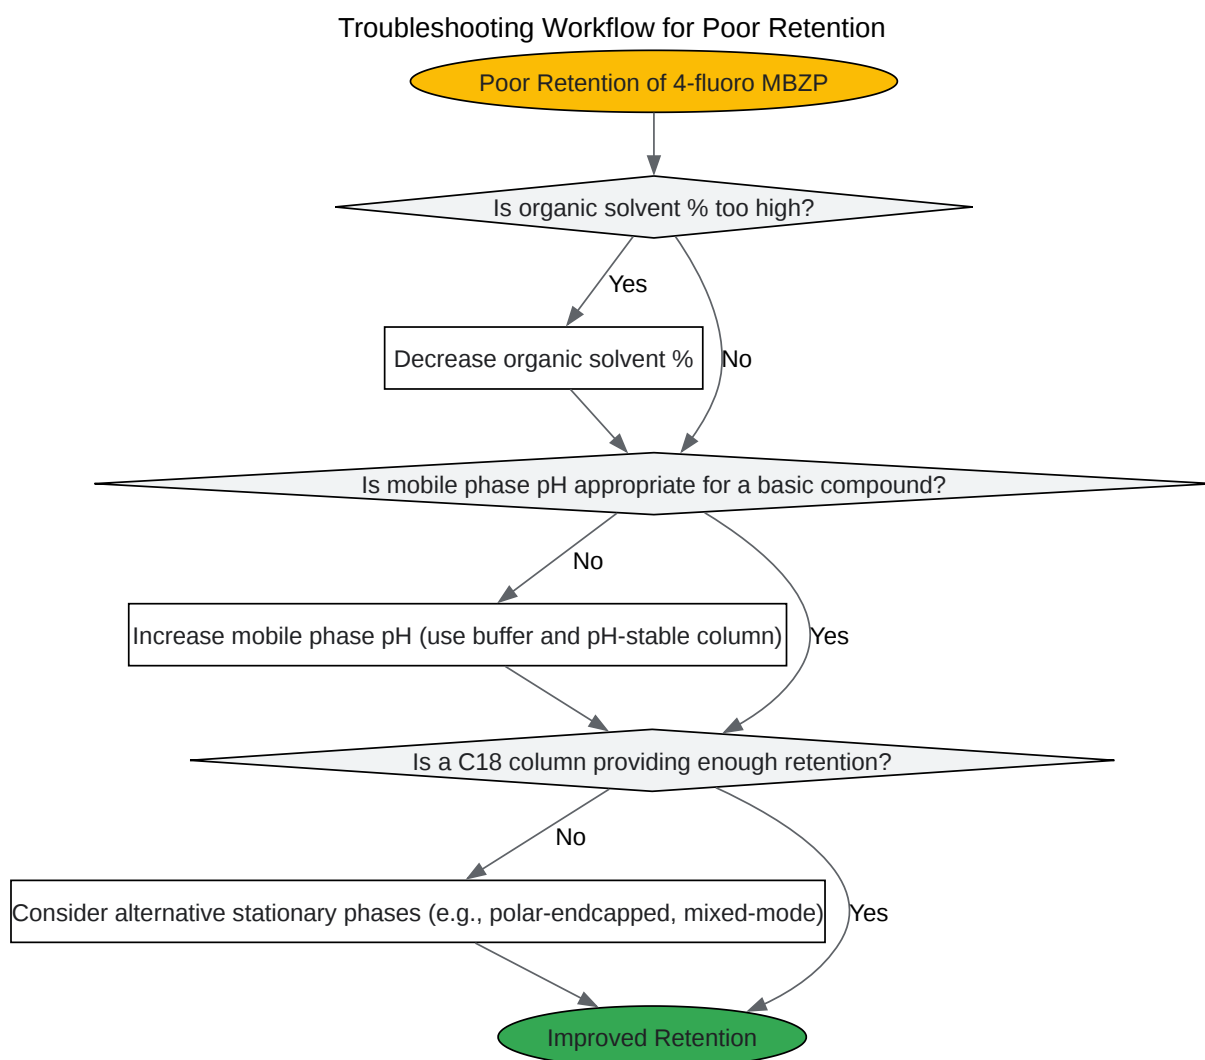 Troubleshooting Workflow for Poor Retention
Poor Retention of 4-fluoro MBZP
Is organic solvent % too high?
Yes
Decrease organic solvent %
No
Is mobile phase pH appropriate for a basic compound?
No
Increase mobile phase pH (use buffer and pH-stable column)
Yes
Is a C18 column providing enough retention?
No
Consider alternative stationary phases (e.g., polar-endcapped, mixed-mode)
Yes
Improved Retention